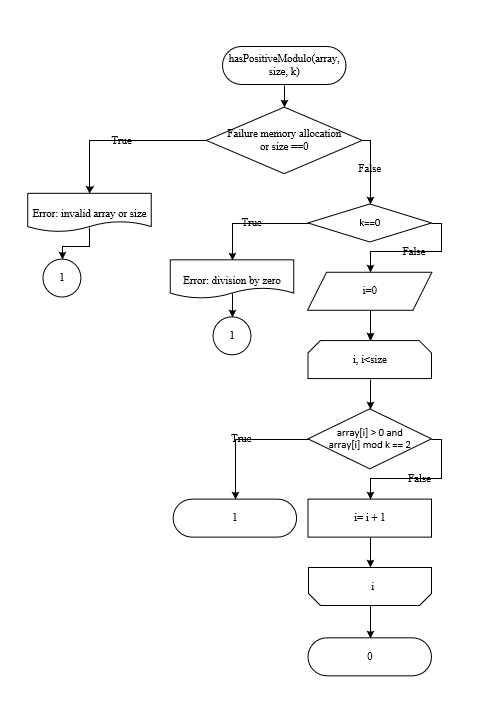 hasPositiveModulo(array,
size, k)
Failure memory allocation
or size ==0
True
False
Error: invalid array or size
1
k==0
True
False
Error: division by zero
1
i=0
i, i<size
array[i] > 0 and
array[i] mod k == 2
True
False
1
i= i + 1
i
0